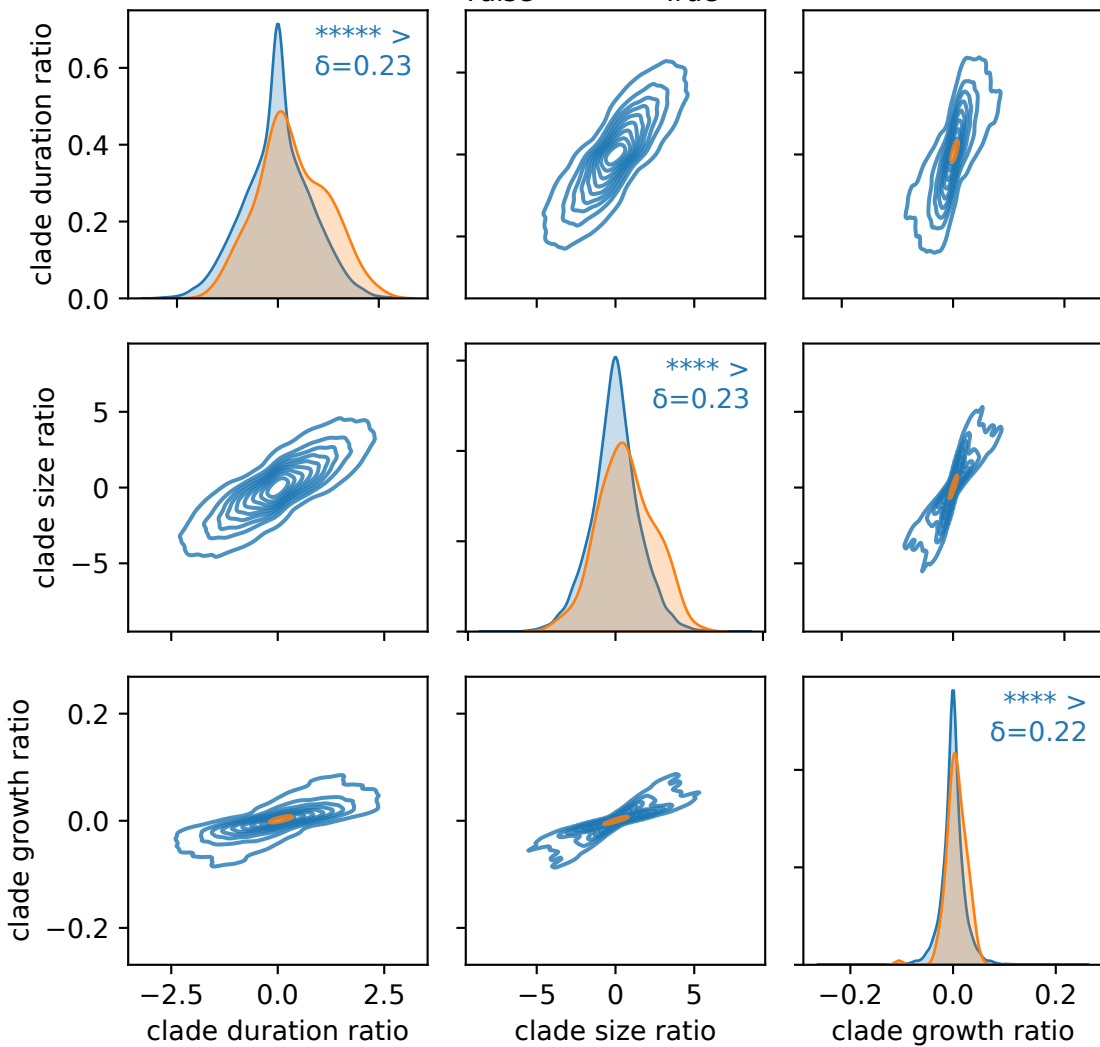 clade duration ratio
0.6
0.4
0.2
0.0
***** >
δ=0.23
clade size ratio
5
0
−5
**** >
δ=0.23
clade growth ratio
0.2
0.0
−0.2
**** >
δ=0.22
−2.5 0.0 2.5
−5 0 5
−0.2 0.0 0.2
clade duration ratio
clade size ratio
clade growth ratio